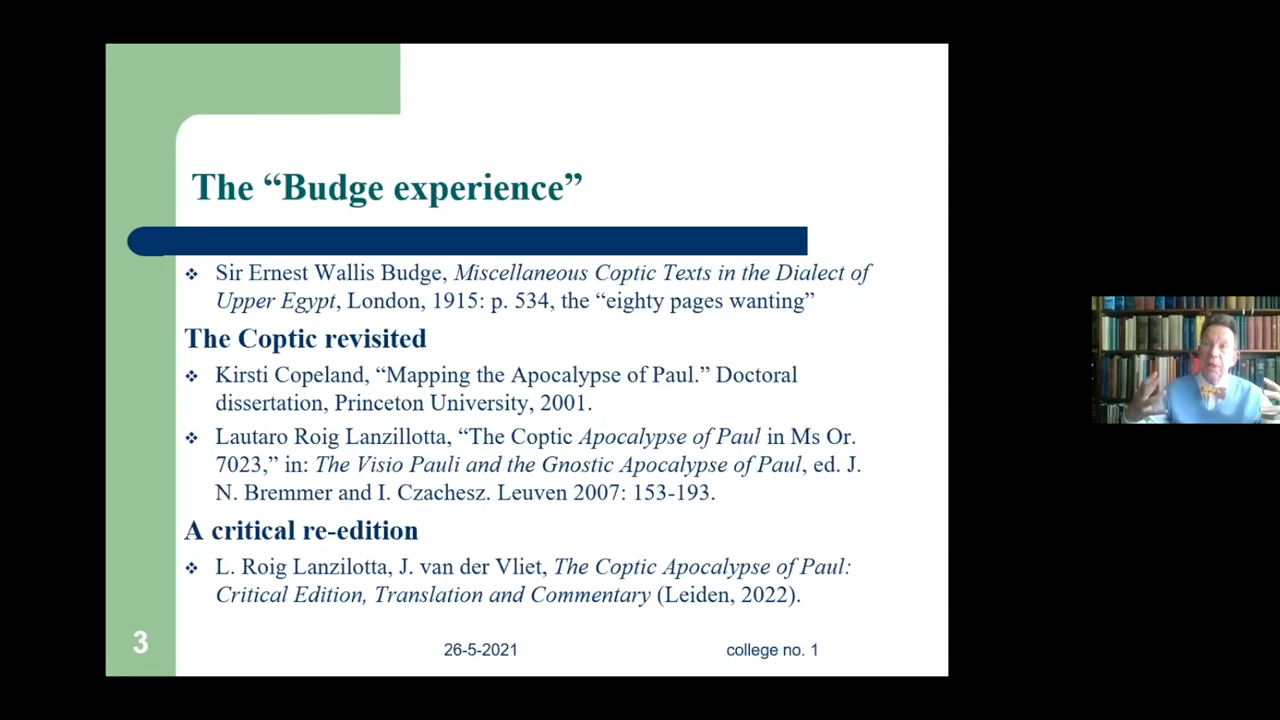 The “Budge experience”
❖ Sir Ernest Wallis Budge, Miscellaneous Coptic Texts in the Dialect of
Upper Egypt, London, 1915: p. 534, the “eighty pages wanting”
The Coptic revisited
❖ Kirsti Copeland, “Mapping the Apocalypse of Paul.” Doctoral
dissertation, Princeton University, 2001.
❖ Lautaro Roig Lanzillotta, “The Coptic Apocalypse of Paul in Ms Or.
7023,” in: The Visio Pauli and the Gnostic Apocalypse of Paul, ed. J.
N. Bremmer and I. Czachesz. Leuven 2007: 153-193.
A critical re-edition
❖ L. Roig Lanzilotta, J. van der Vliet, The Coptic Apocalypse of Paul:
Critical Edition, Translation and Commentary (Leiden, 2022).
3
26-5-2021
college no. 1